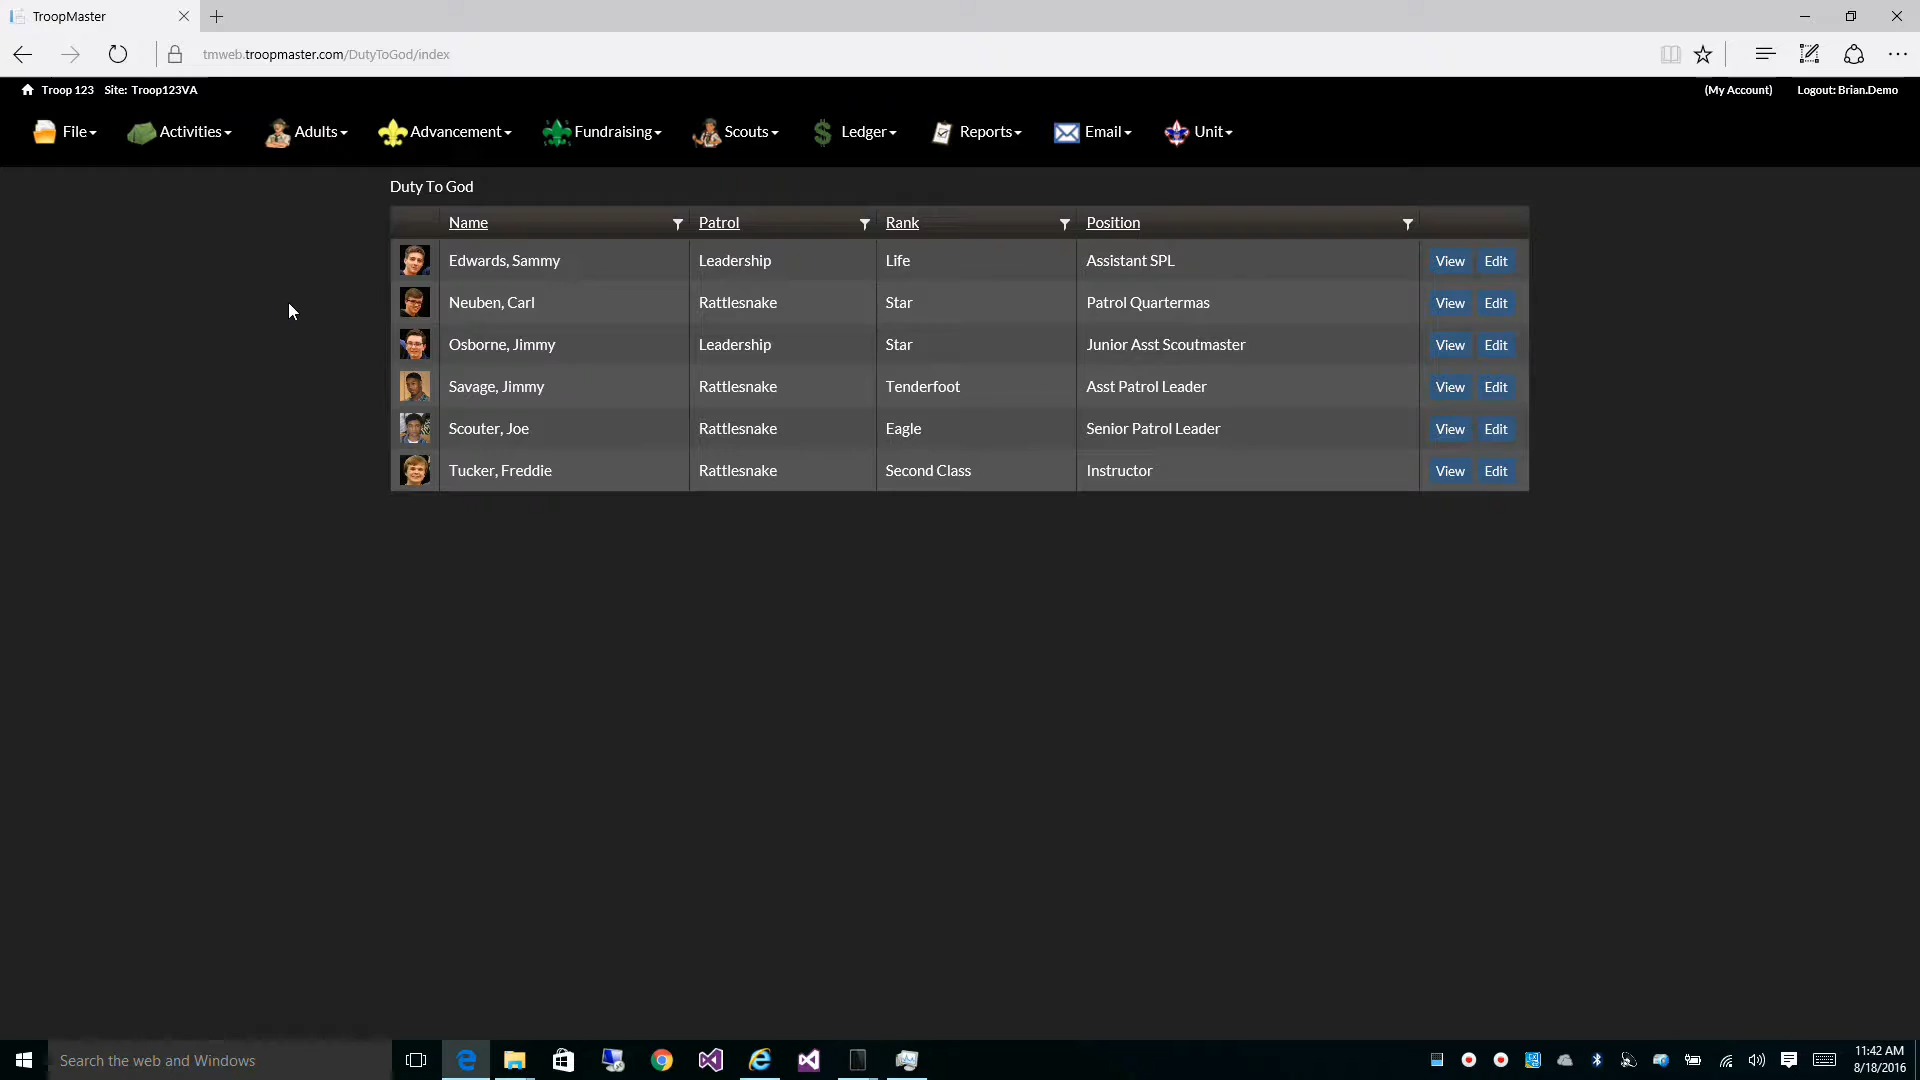 TroopMaster
tmweb.troopmaster.com/DutyToGod/index
Troop 123 Site: Troop123VA (My Account) Logout: Brian.Demo
File Activities Adults Advancement Fundraising Scouts Ledger Reports Email Unit
Duty To God
Name Patrol Rank Position
Edwards, Sammy Leadership Life Assistant SPL View Edit
Neuben, Carl Rattlesnake Star Patrol Quartermas View Edit
Osborne, Jimmy Leadership Star Junior Asst Scoutmaster View Edit
Savage, Jimmy Rattlesnake Tenderfoot Asst Patrol Leader View Edit
Scouter, Joe Rattlesnake Eagle Senior Patrol Leader View Edit
Tucker, Freddie Rattlesnake Second Class Instructor View Edit
Search the web and Windows
11:42 AM
8/18/2016